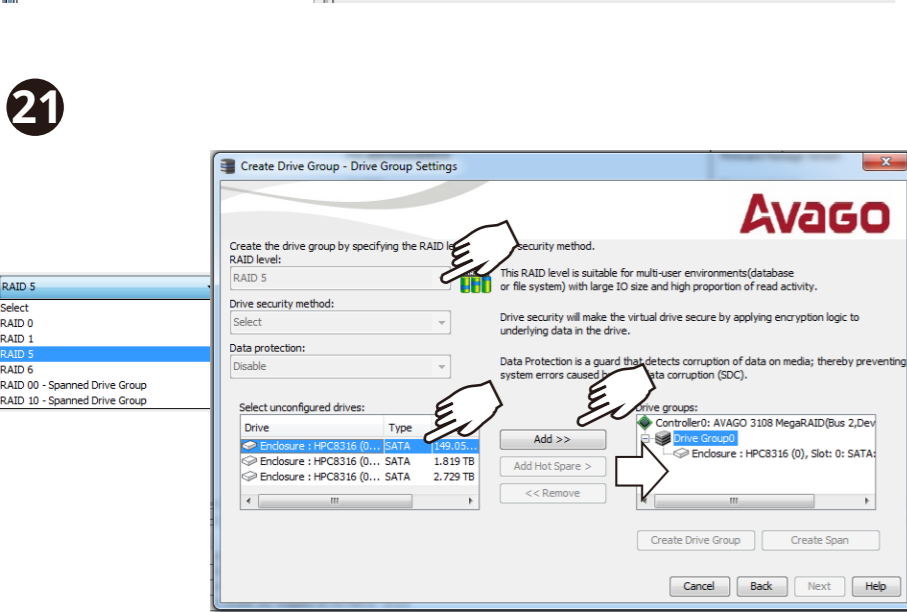 21
Create Drive Group - Drive Group Settings
Avago
Create the drive group by specifying the RAID security method.
RAID level:
RAID 5
This RAID level is suitable for multi-user environments(database
or file system) with large IO size and high proportion of read activity.
Drive security method:
Select
Drive security will make the virtual drive secure by applying encryption logic to
underlying data in the drive.
Data protection:
Disable
Data Protection is a guard that detects corruption of data on media; thereby preventing
system errors caused data corruption (SDC).
RAID 5
Select
RAID 0
RAID 1
RAID 5
RAID 6
RAID 00 - Spanned Drive Group
RAID 10 - Spanned Drive Group
Select unconfigured drives:
Drive Type
Enclosure : HPC8316 (0... SATA 149.05...
Enclosure : HPC8316 (0... SATA 1.819 TB
Enclosure : HPC8316 (0... SATA 2.729 TB
Add >>
Add Hot Spare >
<< Remove
Drive groups:
Controller0: AVAGO 3108 MegaRAID(Bus 2,Dev
Drive Group0
Enclosure : HPC8316 (0), Slot: 0: SATA:
Create Drive Group Create Span
Cancel Back Next Help